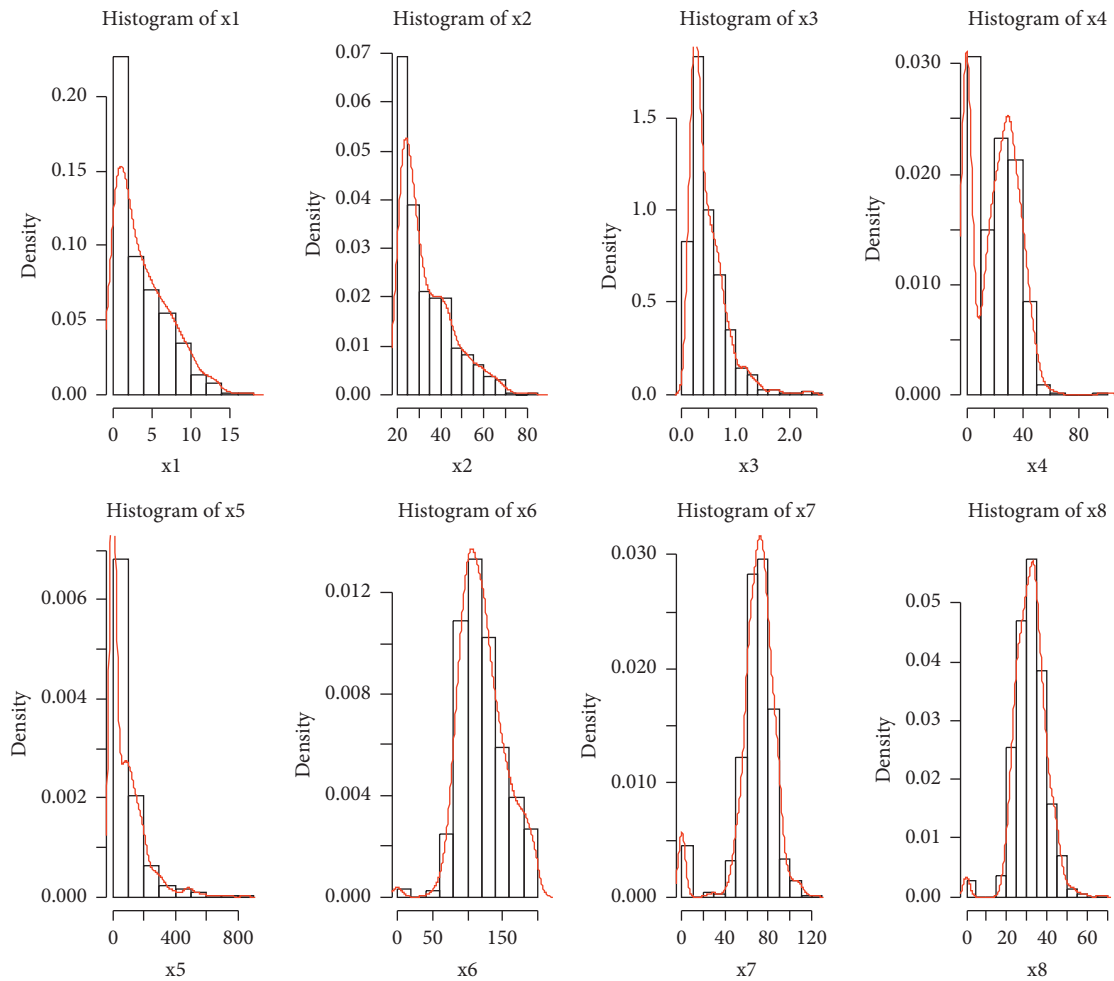 Histogram of x1
Density
0.20
0.15
0.10
0.05
0.00
0 5 10 15
x1
Histogram of x2
Density
0.07
0.06
0.05
0.04
0.03
0.02
0.01
0.00
20 40 60 80
x2
Histogram of x3
Density
1.5
1.0
0.5
0.0
0.0 1.0 2.0
x3
Histogram of x4
Density
0.030
0.020
0.010
0.000
0 40 80
x4
Histogram of x5
Density
0.006
0.004
0.002
0.000
0 400 800
x5
Histogram of x6
Density
0.012
0.008
0.004
0.000
0 50 150
x6
Histogram of x7
Density
0.030
0.020
0.010
0.000
0 40 80 120
x7
Histogram of x8
Density
0.05
0.04
0.03
0.02
0.01
0.00
0 20 40 60
x8